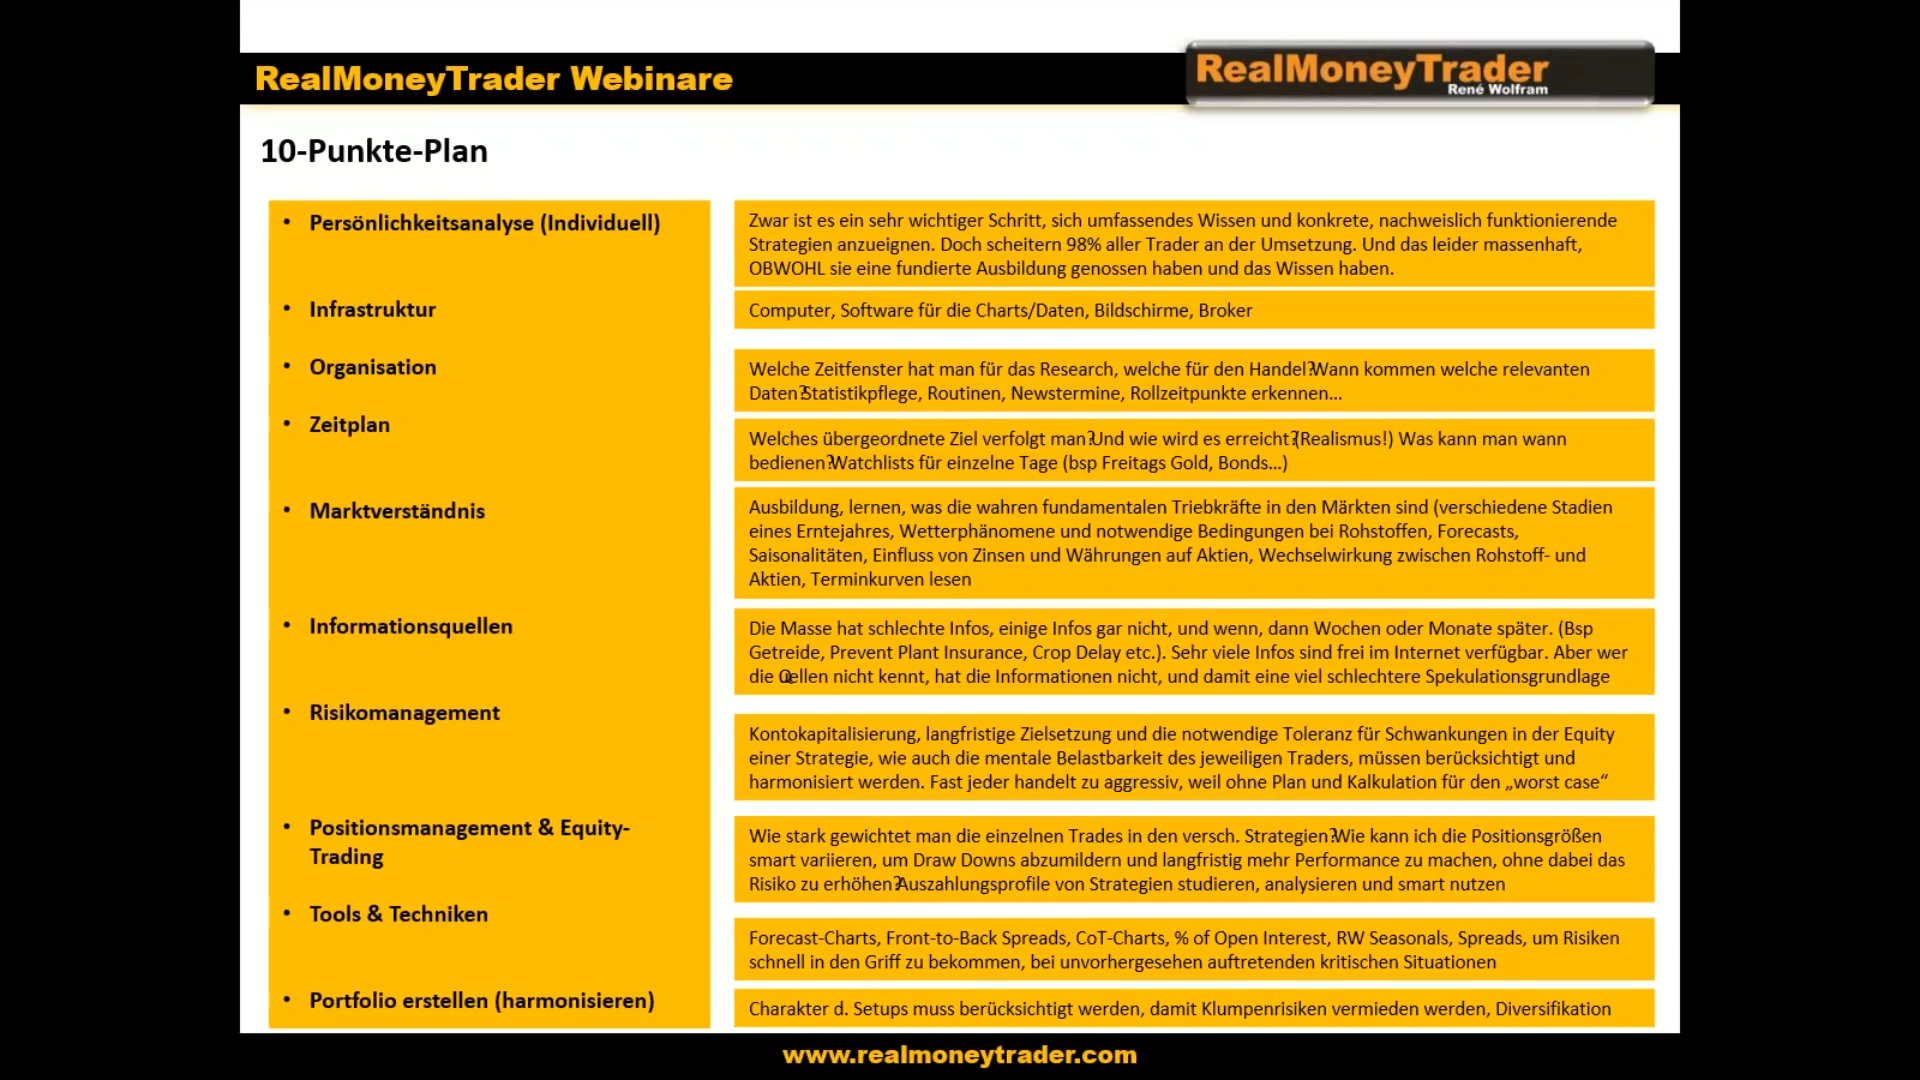 RealMoneyTrader Webinare
RealMoneyTrader
René Wolfram
10-Punkte-Plan
• Persönlichkeitsanalyse (Individuell)
Zwar ist es ein sehr wichtiger Schritt, sich umfassendes Wissen und konkrete, nachweislich funktionierende
Strategien anzueignen. Doch scheitern 98% aller Trader an der Umsetzung. Und das leider massenhaft,
OBWOHL sie eine fundierte Ausbildung genossen haben und das Wissen haben.
• Infrastruktur
Computer, Software für die Charts/Daten, Bildschirme, Broker
• Organisation
Welche Zeitfenster hat man für das Research, welche für den Handel?Wann kommen welche relevanten
Daten?Statistikpflege, Routinen, Newstermine, Rollzeitpunkte erkennen...
• Zeitplan
Welches übergeordnete Ziel verfolgt man?Und wie wird es erreicht?(Realismus!) Was kann man wann
bedienen?Watchlists für einzelne Tage (bsp Freitags Gold, Bonds...)
• Marktverständnis
Ausbildung, lernen, was die wahren fundamentalen Triebkräfte in den Märkten sind (verschiedene Stadien
eines Erntejahres, Wetterphänomene und notwendige Bedingungen bei Rohstoffen, Forecasts,
Saisonalitäten, Einfluss von Zinsen und Währungen auf Aktien, Wechselwirkung zwischen Rohstoff- und
Aktien, Terminkurven lesen
• Informationsquellen
Die Masse hat schlechte Infos, einige Infos gar nicht, und wenn, dann Wochen oder Monate später. (Bsp
Getreide, Prevent Plant Insurance, Crop Delay etc.). Sehr viele Infos sind frei im Internet verfügbar. Aber wer
die Quellen nicht kennt, hat die Informationen nicht, und damit eine viel schlechtere Spekulationsgrundlage
• Risikomanagement
Kontokapitalisierung, langfristige Zielsetzung und die notwendige Toleranz für Schwankungen in der Equity
einer Strategie, wie auch die mentale Belastbarkeit des jeweiligen Traders, müssen berücksichtigt und
harmonisiert werden. Fast jeder handelt zu aggressiv, weil ohne Plan und Kalkulation für den „worst case“
• Positionsmanagement & Equity-
Trading
Wie stark gewichtet man die einzelnen Trades in den versch. Strategien?Wie kann ich die Positionsgrößen
smart variieren, um Draw Downs abzumildern und langfristig mehr Performance zu machen, ohne dabei das
Risiko zu erhöhen?Auszahlungsprofile von Strategien studieren, analysieren und smart nutzen
• Tools & Techniken
Forecast-Charts, Front-to-Back Spreads, CoT-Charts, % of Open Interest, RW Seasonals, Spreads, um Risiken
schnell in den Griff zu bekommen, bei unvorhergesehen auftretenden kritischen Situationen
• Portfolio erstellen (harmonisieren)
Charakter d. Setups muss berücksichtigt werden, damit Klumpenrisiken vermieden werden, Diversifikation
www.realmoneytrader.com